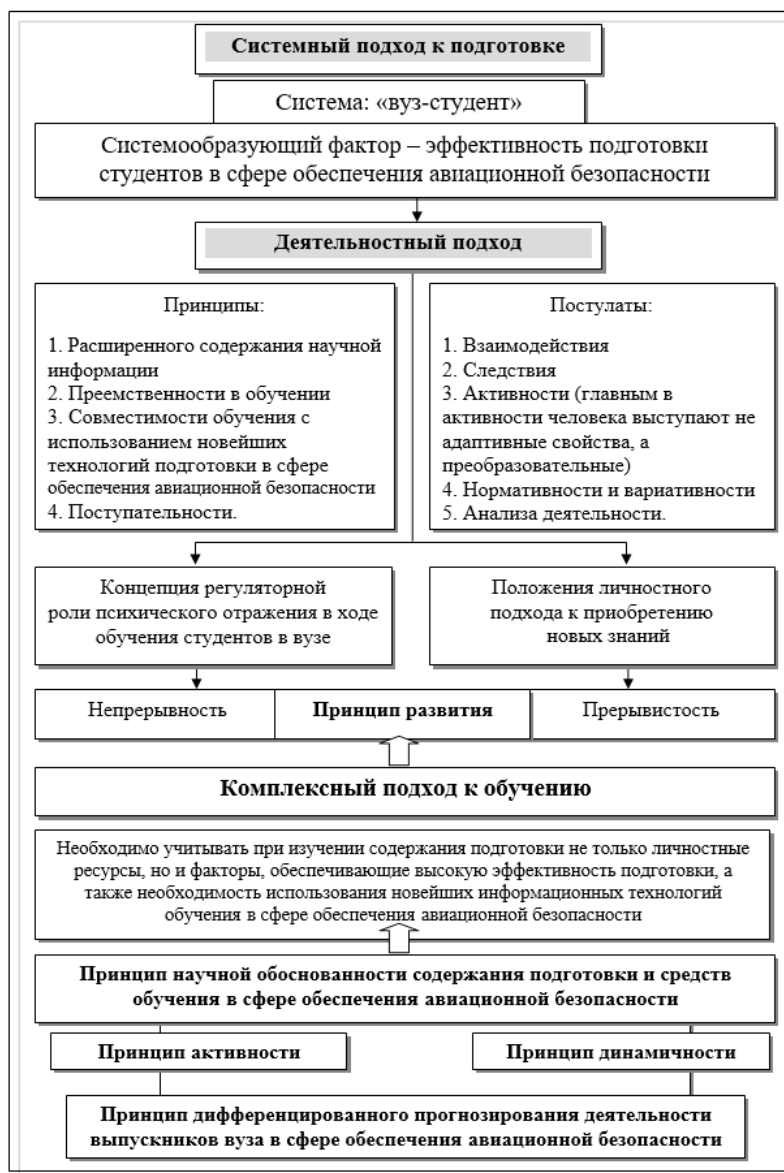 Системный подход к подготовке
Система: «вуз-студент»
Системообразующий фактор – эффективность подготовки
студентов в сфере обеспечения авиационной безопасности
Деятельностный подход
Принципы:
1. Расширенного содержания научной
информации
2. Преемственности в обучении
3. Совместимости обучения с
использованием новейших
технологий подготовки в сфере
обеспечения авиационной безопасности
4. Поступательности.
Постулаты:
1. Взаимодействия
2. Следствия
3. Активности (главным в
активности человека выступают не
адаптивные свойства, а
преобразовательные)
4. Нормативности и вариативности
5. Анализа деятельности.
Концепция регуляторной
роли психического отражения в ходе
обучения студентов в вузе
Положения личностного
подхода к приобретению
новых знаний
Непрерывность
Принцип развития
Прерывистость
Комплексный подход к обучению
Необходимо учитывать при изучении содержания подготовки не только личностные
ресурсы, но и факторы, обеспечивающие высокую эффективность подготовки, а
также необходимость использования новейших информационных технологий
обучения в сфере обеспечения авиационной безопасности
Принцип научной обоснованности содержания подготовки и средств
обучения в сфере обеспечения авиационной безопасности
Принцип активности
Принцип динамичности
Принцип дифференцированного прогнозирования деятельности
выпускников вуза в сфере обеспечения авиационной безопасности